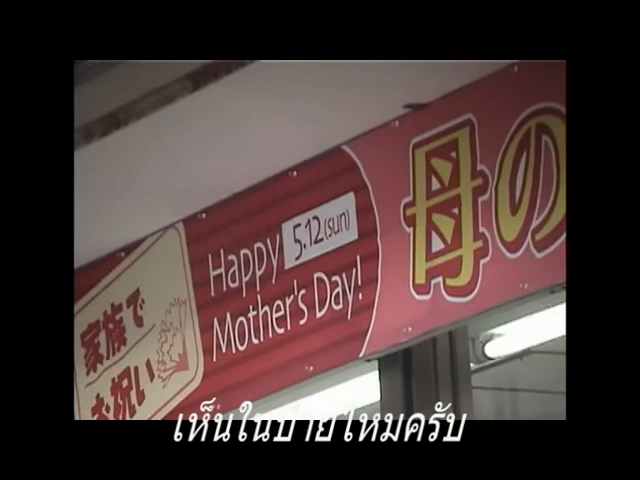 家族で
お祝い
Happy 5.12(sun)
Mother's Day!
母の
เห็นในป้ายไหมครับ